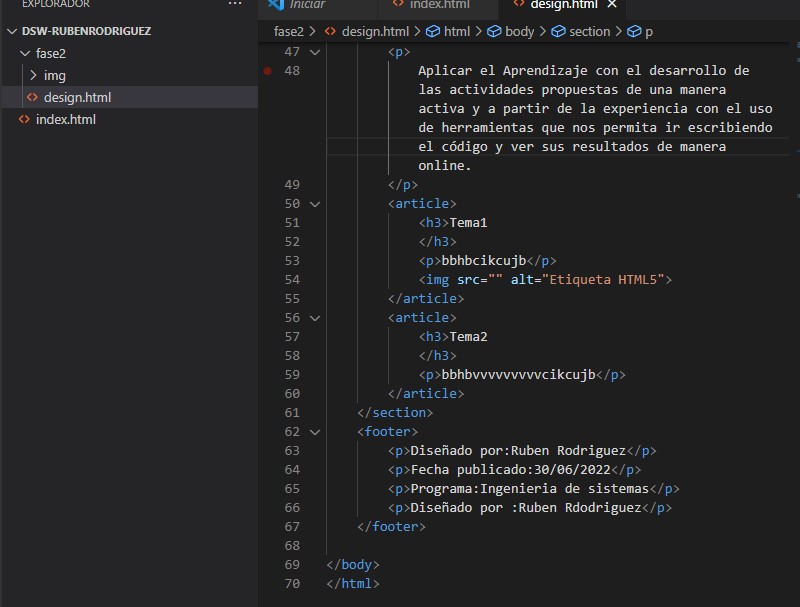 EXPLORADOR
...
Iniciar
index.html
design.html
DSW-RUBENRODRIGUEZ
fase2
img
design.html
index.html
fase2 > design.html > html > body > section > p
47 <p>
48 Aplicar el Aprendizaje con el desarrollo de
las actividades propuestas de una manera
activa y a partir de la experiencia con el uso
de herramientas que nos permita ir escribiendo
el código y ver sus resultados de manera
online.
49 </p>
50 <article>
51 <h3>Tema1
52 </h3>
53 <p>bbhbcikcujb</p>
54 <img src="" alt="Etiqueta HTML5">
55 </article>
56 <article>
57 <h3>Tema2
58 </h3>
59 <p>bbhbvvvvvvvvvcikcujb</p>
60 </article>
61 </section>
62 <footer>
63 <p>Diseñado por:Ruben Rodriguez</p>
64 <p>Fecha publicado:30/06/2022</p>
65 <p>Programa:Ingenieria de sistemas</p>
66 <p>Diseñado por :Ruben Rdodriguez</p>
67 </footer>
68
69 </body>
70 </html>